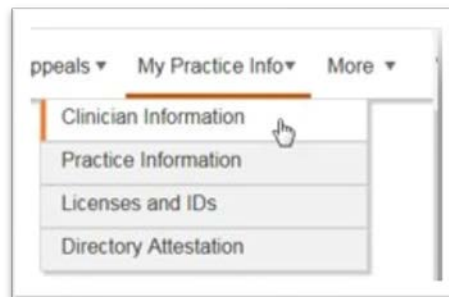 ppeals ▾ My Practice Info▾ More ▾
Clinician Information
Practice Information
Licenses and IDs
Directory Attestation